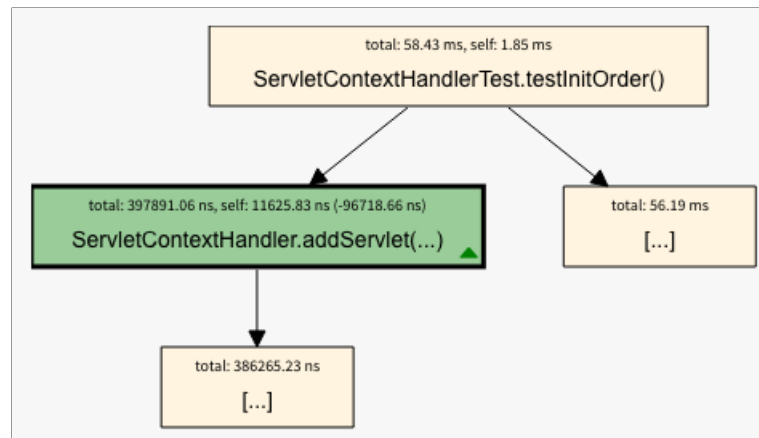 total: 58.43 ms, self: 1.85 ms
ServletContextHandlerTest.testInitOrder()
total: 397891.06 ns, self: 11625.83 ns (-96718.66 ns)
ServletContextHandler.addServlet(...)
total: 56.19 ms
[...]
total: 386265.23 ns
[...]